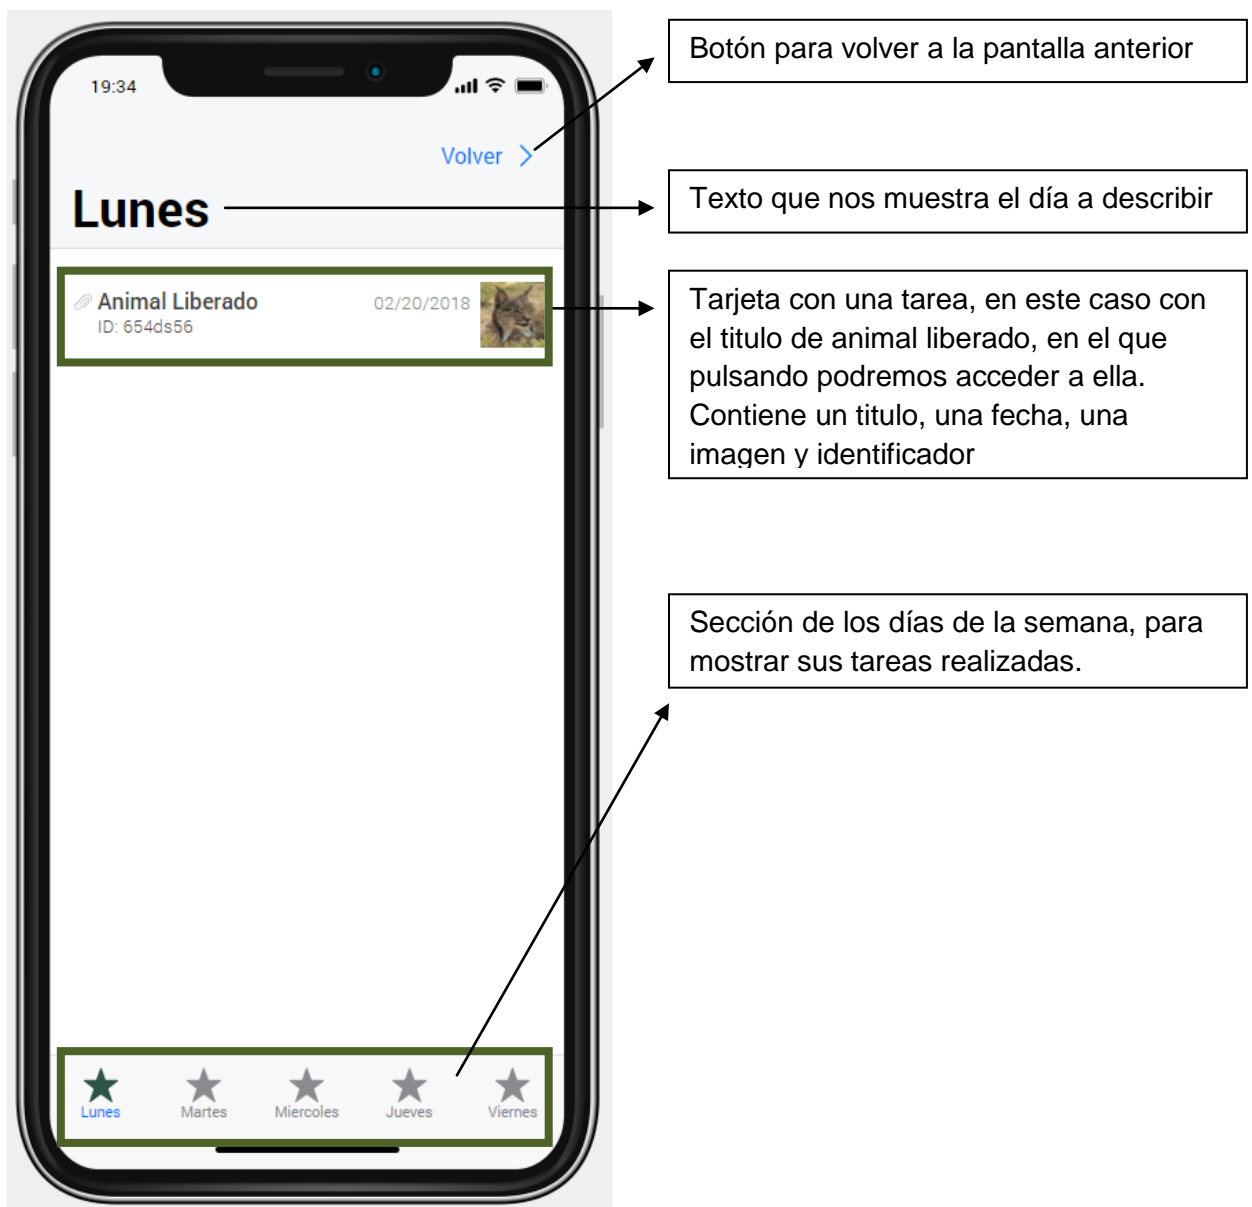 19:34
Volver
Lunes
Animal Liberado
02/20/2018
ID: 654ds56
Lunes
Martes
Miercoles
Jueves
Viernes
Botón para volver a la pantalla anterior
Texto que nos muestra el día a describir
Tarjeta con una tarea, en este caso con
el titulo de animal liberado, en el que
pulsando podremos acceder a ella.
Contiene un titulo, una fecha, una
imagen y identificador
Sección de los días de la semana, para
mostrar sus tareas realizadas.